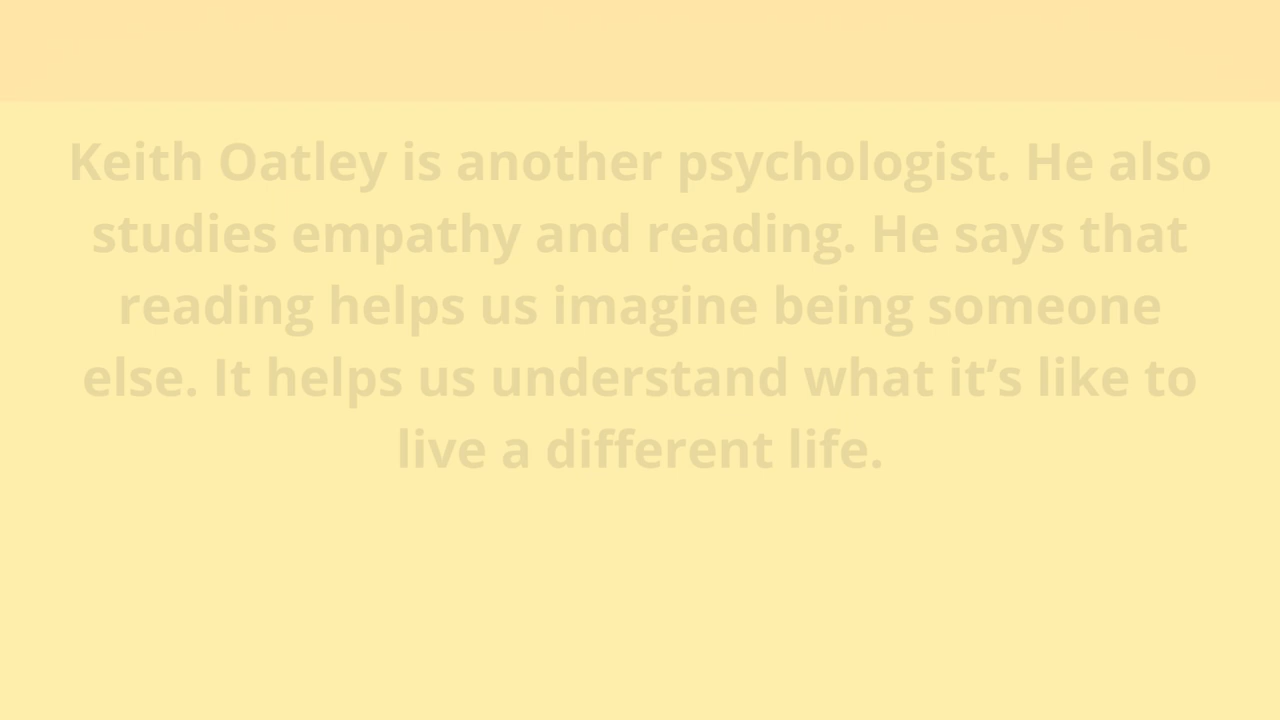 Keith Oatley is another psychologist. He also
studies empathy and reading. He says that
reading helps us imagine being someone
else. It helps us understand what it’s like to
live a different life.